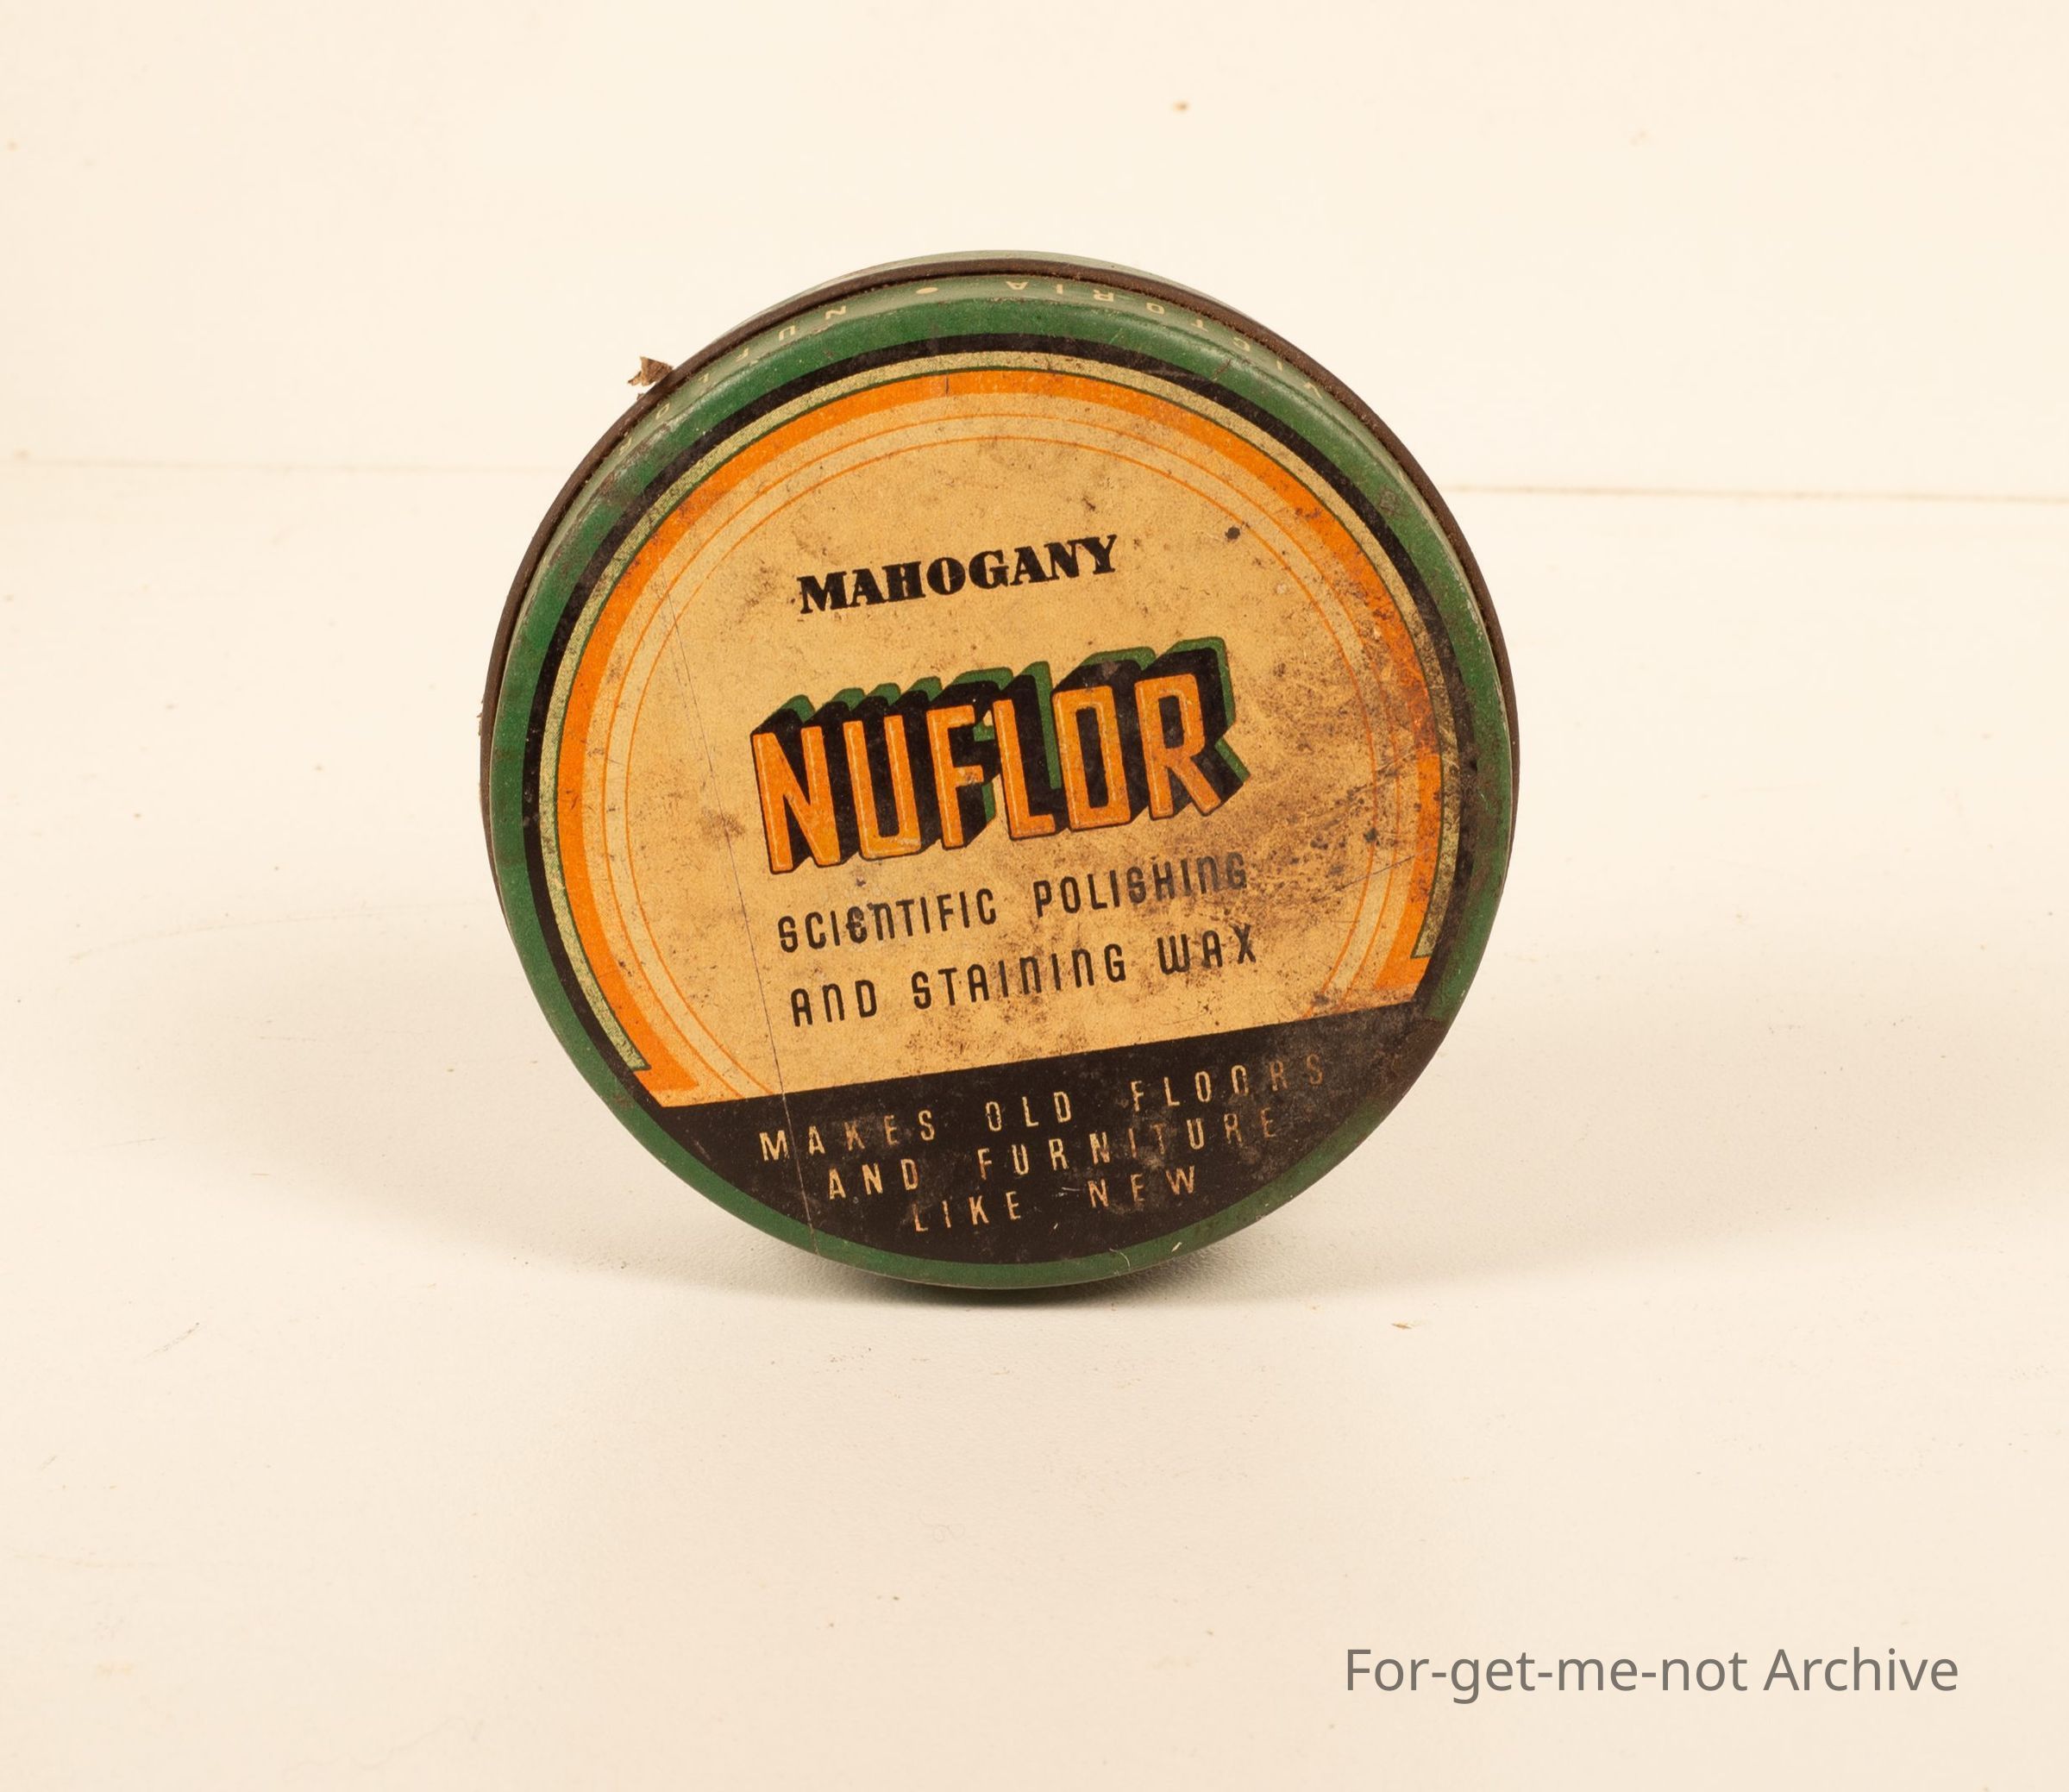 VICTORIA • NUFLOR
MAHOGANY
NUFLOR
SCIENTIFIC POLISHING
AND STAINING WAX
MAKES OLD FLOORS
AND FURNITURE
LIKE NEW
For-get-me-not Archive